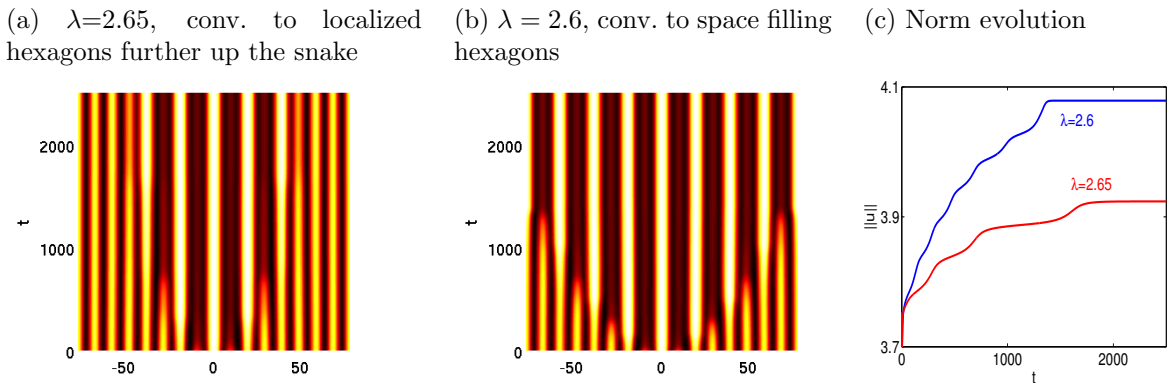 (a) λ=2.65, conv. to localized
hexagons further up the snake
(b) λ = 2.6, conv. to space filling
hexagons
(c) Norm evolution
2000
1000
0
t
-50
0
50
2000
1000
0
t
-50
0
50
4.1
3.9
3.7
||u||
λ=2.6
λ=2.65
0
1000
2000
t